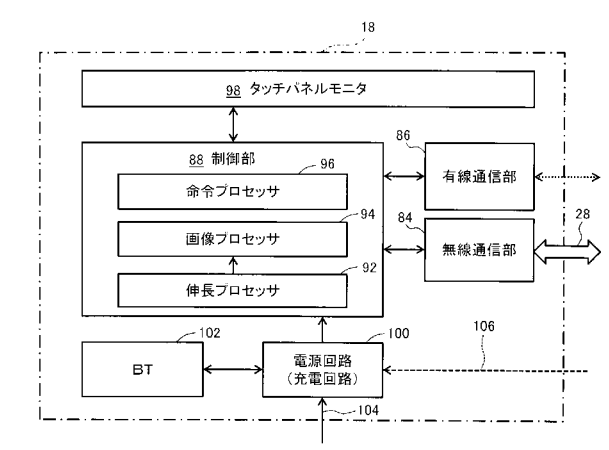 18
98 タッチパネルモニタ
88 制御部
86
有線通信部
96
命令プロセッサ
94
画像プロセッサ
84
無線通信部
28
92
伸長プロセッサ
102
BT
100
電源回路
(充電回路)
106
104